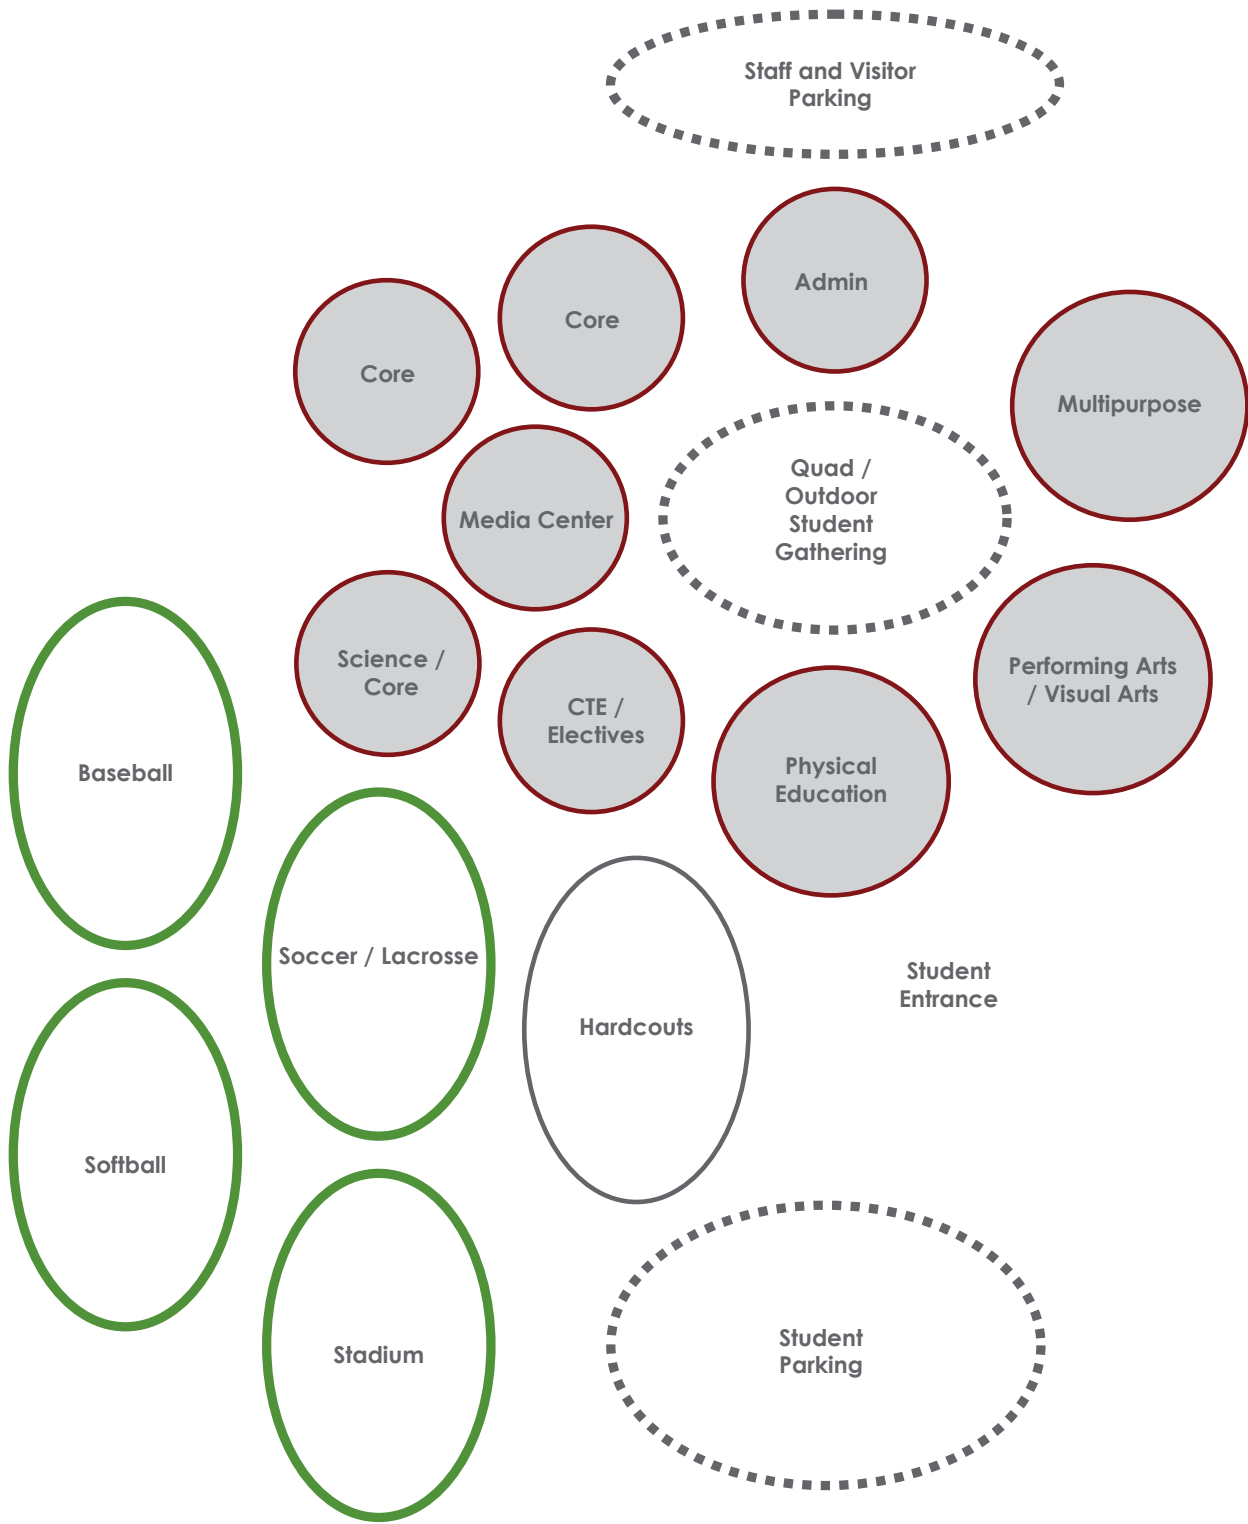 Staff and Visitor
Parking
Admin
Core
Core
Multipurpose
Quad /
Outdoor
Student
Gathering
Media Center
Science /
Core
Performing Arts
/ Visual Arts
CTE /
Electives
Physical
Education
Baseball
Soccer / Lacrosse
Student
Entrance
Hardcouts
Softball
Stadium
Student
Parking